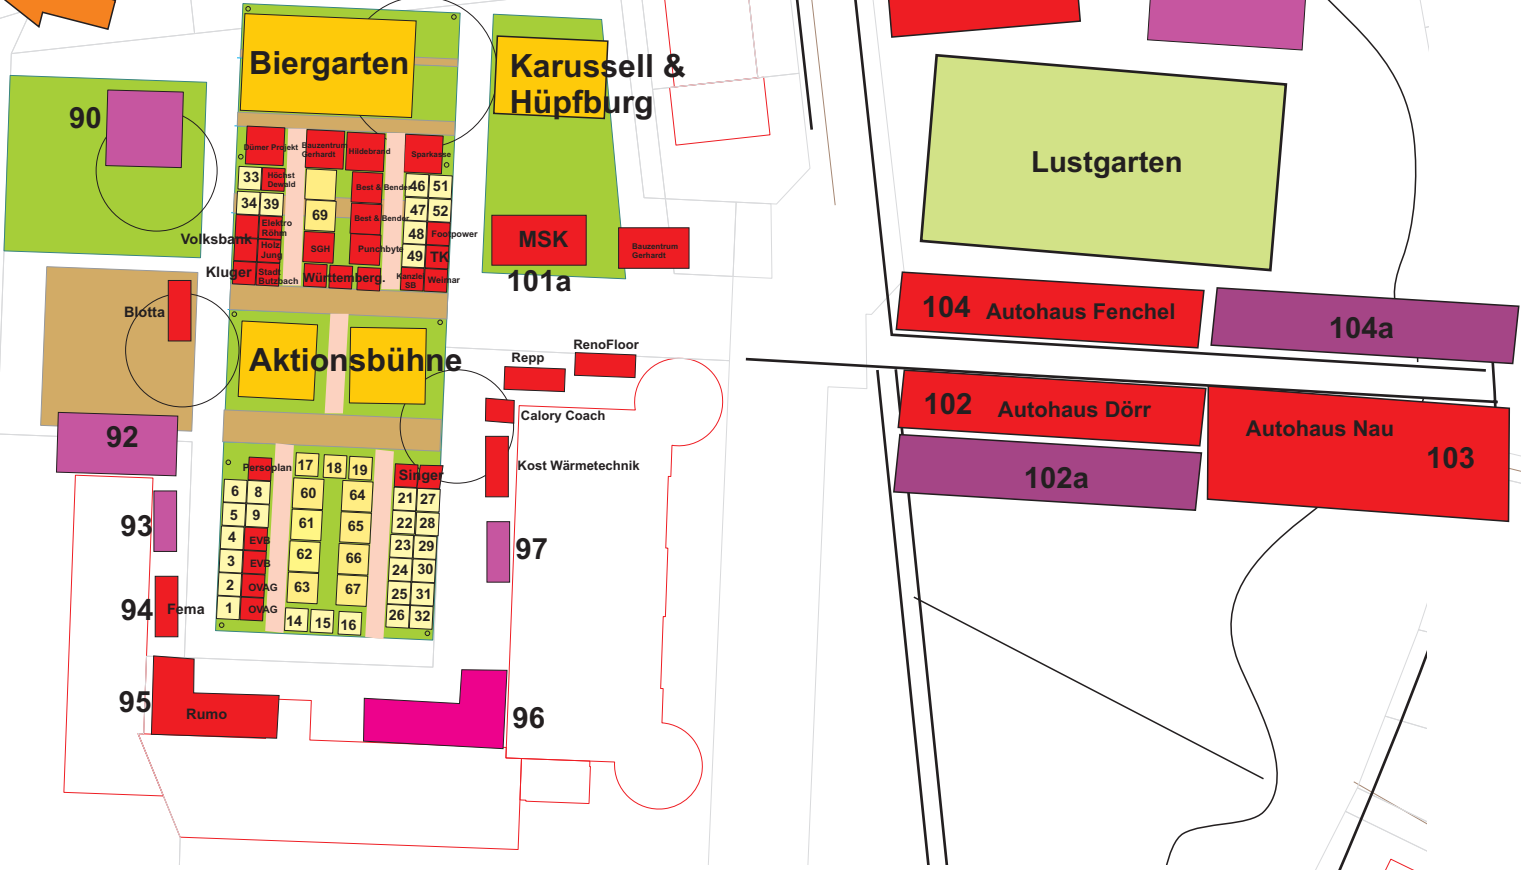 Biergarten
Karussell &
Hüpfburg
90
Lustgarten
Dümer Projekt
Bauzentrum
Gerhardt
Hildebrand
Sparkasse
33
Höchst
Dewald
Best & Bender
46
51
34
39
69
Best & Bender
47
52
Volksbank
Elektro
Röhm
48
Footpower
Holz
Jung
SGH
Punchbyte
49
TK
Kluger
Stadt
Butzbach
Württemberg.
Kanzlei
SB
Weimar
MSK
101a
Bauzentrum
Gerhardt
Blotta
104
Autohaus Fenchel
104a
Aktionsbühne
Repp
RenoFloor
Calory Coach
102
Autohaus Dörr
Autohaus Nau
103
102a
92
Kost Wärmetechnik
Persoplan
17
18
19
Singer
6
8
60
64
21
27
5
9
61
65
22
28
4
EVB
62
66
23
29
3
EVB
24
30
2
OVAG
63
67
25
31
1
OVAG
14
15
16
26
32
93
97
94
Fema
95
Rumo
96